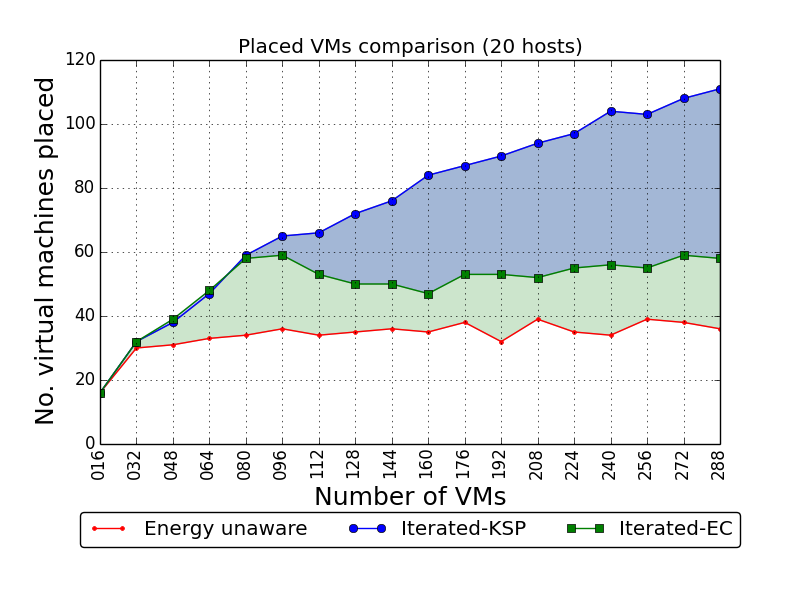 Placed VMs comparison (20 hosts)
No. virtual machines placed
120
100
80
60
40
20
0
016 032 048 064 080 096 112 128 144 160 176 192 208 224 240 256 272 288
Number of VMs
Energy unaware Iterated-KSP Iterated-EC